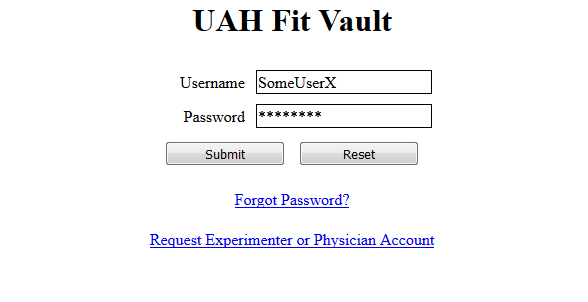 UAH Fit Vault
Username SomeUserX
Password ********
Submit Reset
Forgot Password?
Request Experimenter or Physician Account